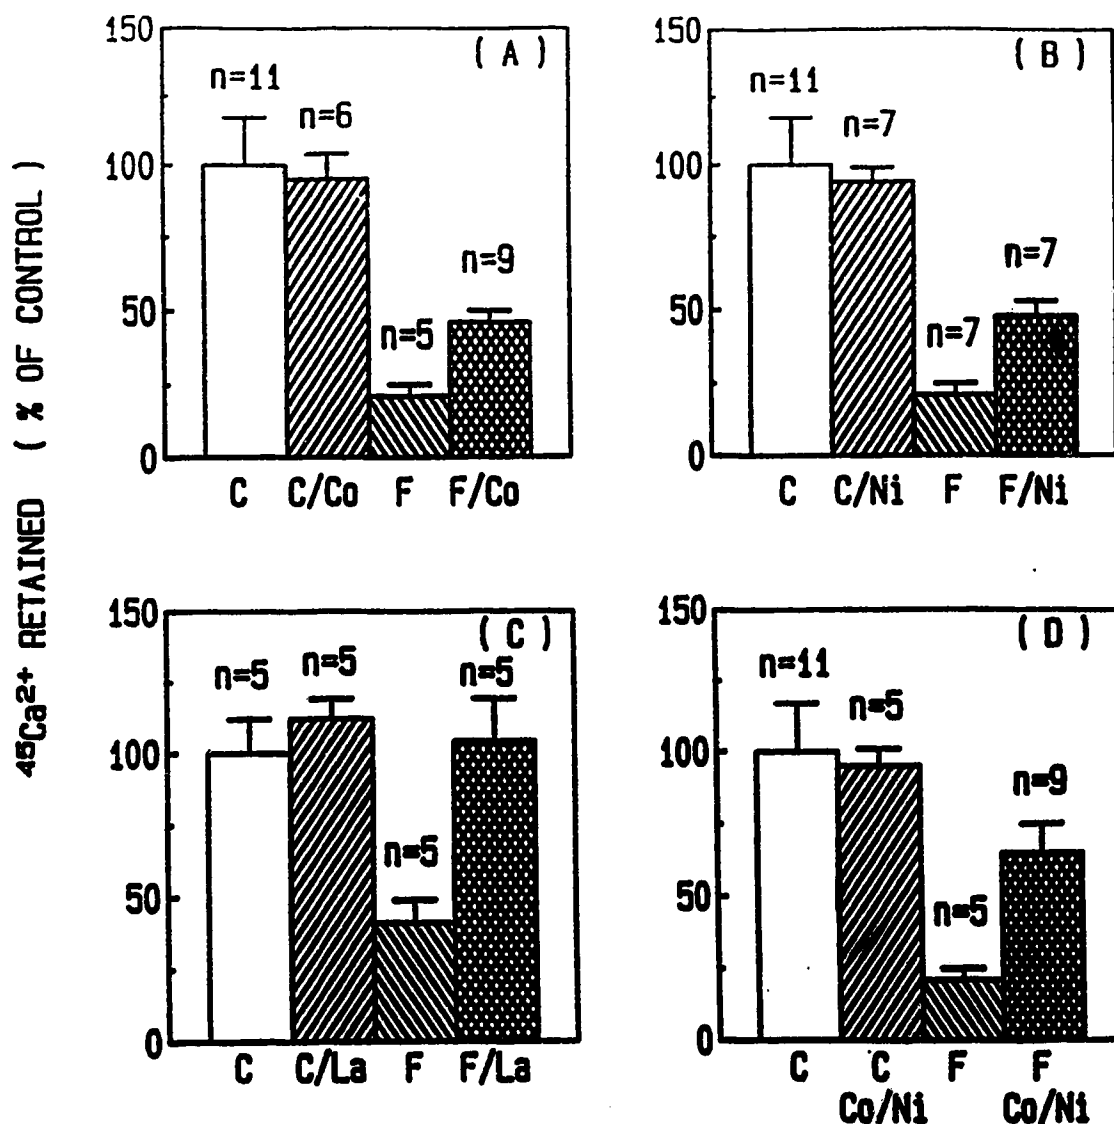 ⁴⁵Ca²⁺ RETAINED ( % OF CONTROL )
( A )
150
100
50
0
n=11
n=6
n=5
n=9
C C/Co F F/Co
( B )
150
100
50
0
n=11
n=7
n=7
n=7
C C/Ni F F/Ni
( C )
150
100
50
0
n=5
n=5
n=5
n=5
C C/La F F/La
( D )
150
100
50
0
n=11
n=5
n=5
n=9
C C F F
Co/Ni Co/Ni